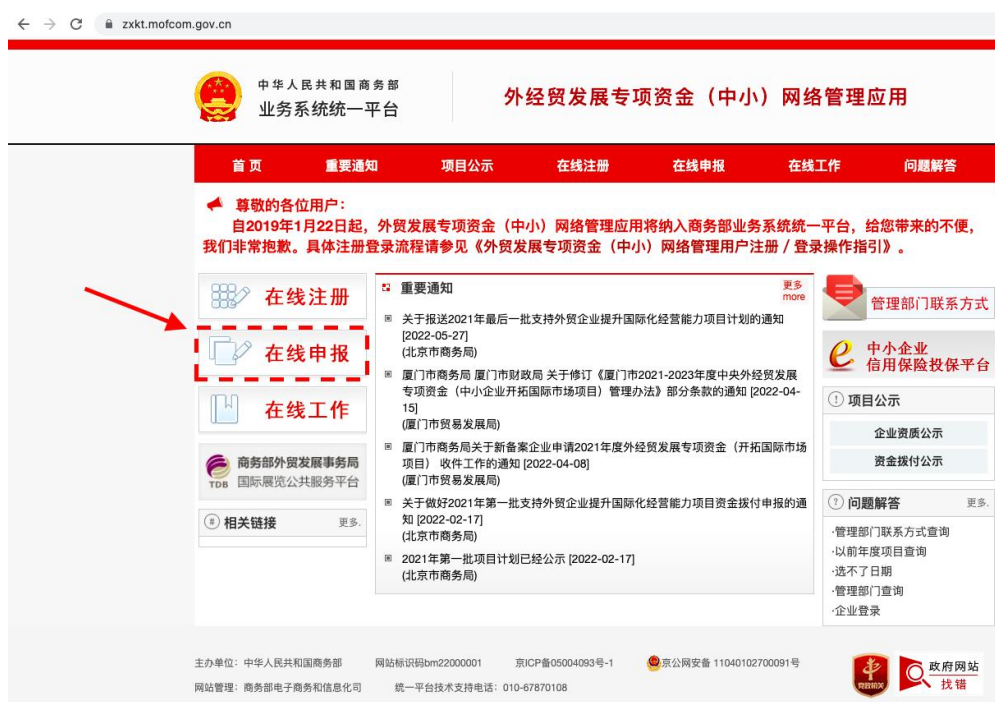 zxkt.mofcom.gov.cn
中华人民共和国商务部
业务系统统一平台
外经贸发展专项资金（中小）网络管理应用
首 页 重要通知 项目公示 在线注册 在线申报 在线工作 问题解答
尊敬的各位用户：
自2019年1月22日起，外贸发展专项资金（中小）网络管理应用将纳入商务部业务系统统一平台，给您带来的不便，
我们非常抱歉。具体注册登录流程请参见《外贸发展专项资金（中小）网络管理用户注册 / 登录操作指引》。
在线注册
在线申报
在线工作
商务部外贸发展事务局
TDB 国际展览公共服务平台
相关链接 更多.
重要通知 更多
more
关于报送2021年最后一批支持外贸企业提升国际化经营能力项目计划的通知
[2022-05-27]
(北京市商务局)
厦门市商务局 厦门市财政局 关于修订《厦门市2021-2023年度中央外经贸发展
专项资金（中小企业开拓国际市场项目）管理办法》部分条款的通知 [2022-04-
15]
(厦门市贸易发展局)
厦门市商务局关于新备案企业申请2021年度外经贸发展专项资金（开拓国际市场
项目） 收件工作的通知 [2022-04-08]
(厦门市贸易发展局)
关于做好2021年第一批支持外贸企业提升国际化经营能力项目资金拨付申报的通
知 [2022-02-17]
(北京市商务局)
2021年第一批项目计划已经公示 [2022-02-17]
(北京市商务局)
管理部门联系方式
中小企业
信用保险投保平台
项目公示
企业资质公示
资金拨付公示
问题解答 更多.
·管理部门联系方式查询
·以前年度项目查询
·选不了日期
·管理部门查询
·企业登录
主办单位：中华人民共和国商务部 网站标识码bm22000001 京ICP备05004093号-1 京公网安备 11040102700091号
网站管理：商务部电子商务和信息化司 统一平台技术支持电话：010-67870108
党政机关
政府网站
找错